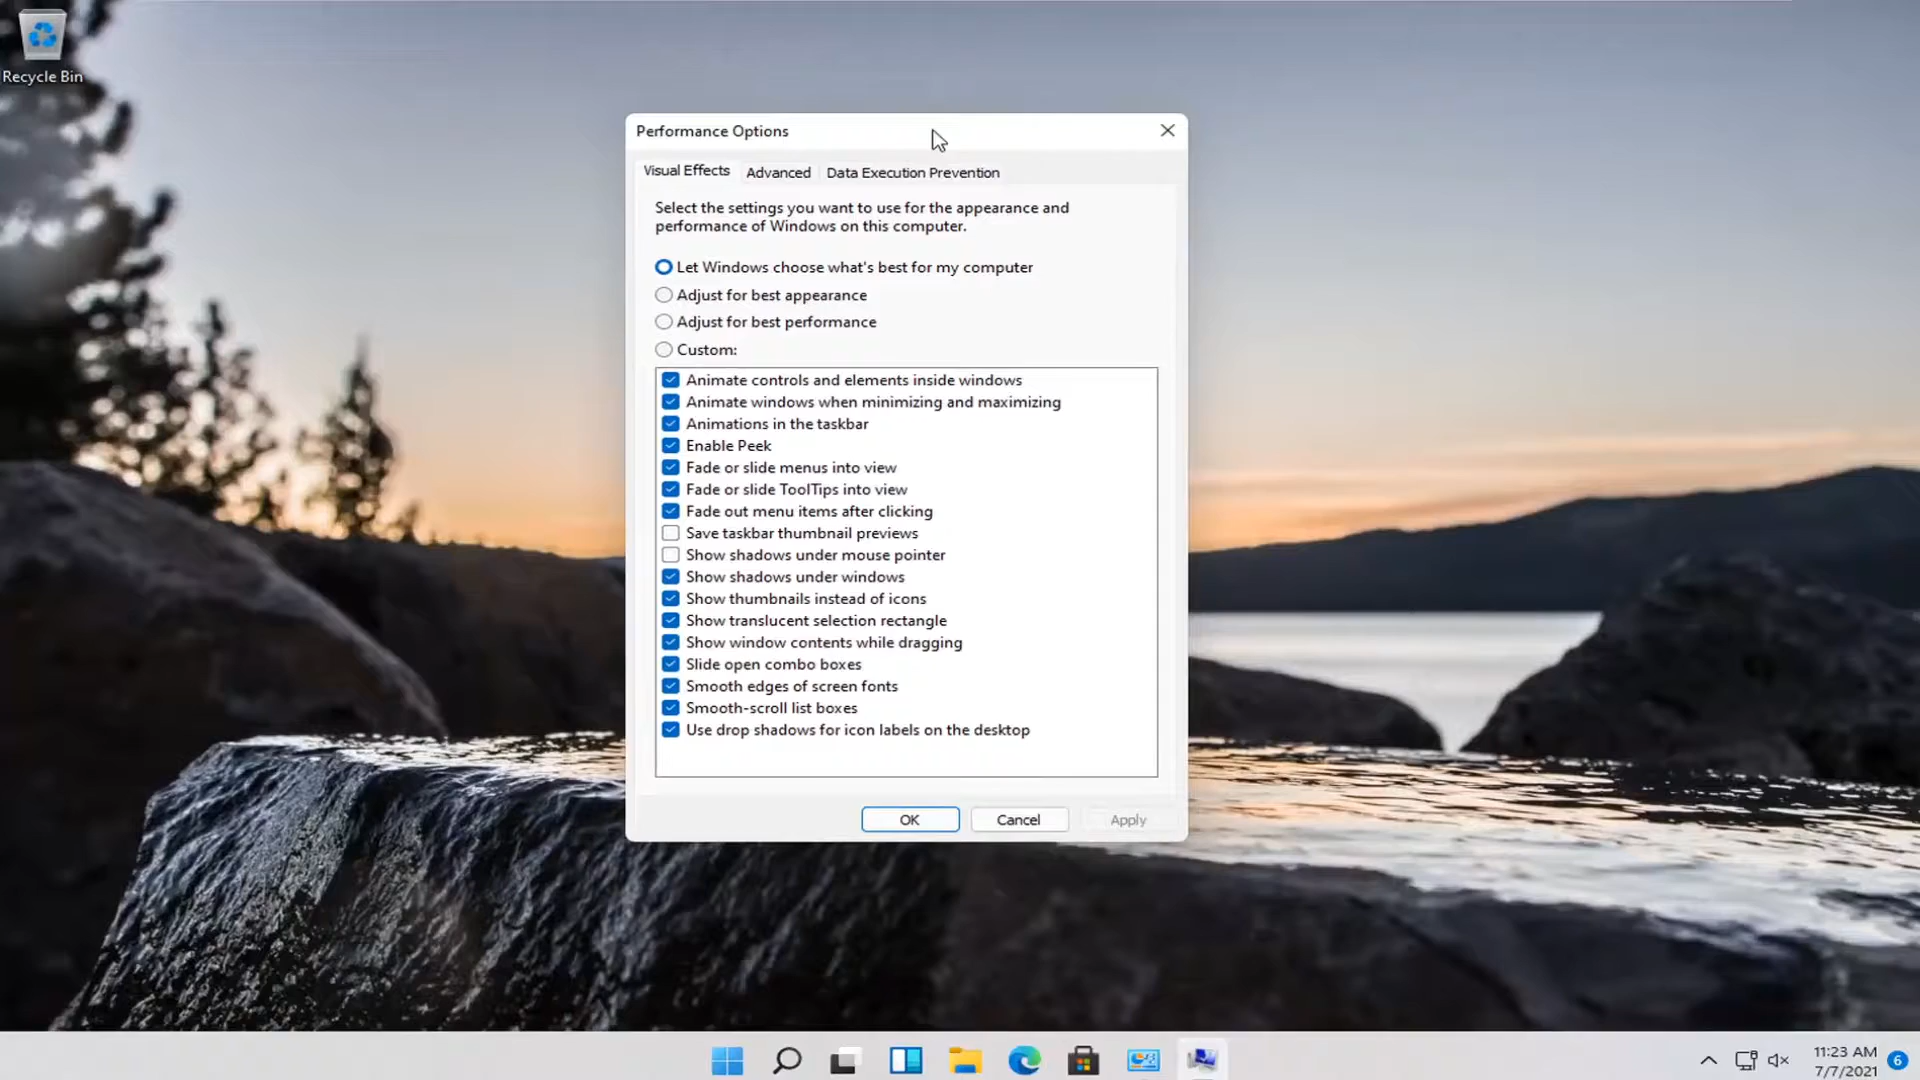 Recycle Bin
Performance Options
Visual Effects
Advanced
Data Execution Prevention
Select the settings you want to use for the appearance and
performance of Windows on this computer.
Let Windows choose what's best for my computer
Adjust for best appearance
Adjust for best performance
Custom:
Animate controls and elements inside windows
Animate windows when minimizing and maximizing
Animations in the taskbar
Enable Peek
Fade or slide menus into view
Fade or slide ToolTips into view
Fade out menu items after clicking
Save taskbar thumbnail previews
Show shadows under mouse pointer
Show shadows under windows
Show thumbnails instead of icons
Show translucent selection rectangle
Show window contents while dragging
Slide open combo boxes
Smooth edges of screen fonts
Smooth-scroll list boxes
Use drop shadows for icon labels on the desktop
OK
Cancel
Apply
11:23 AM
7/7/2021
6